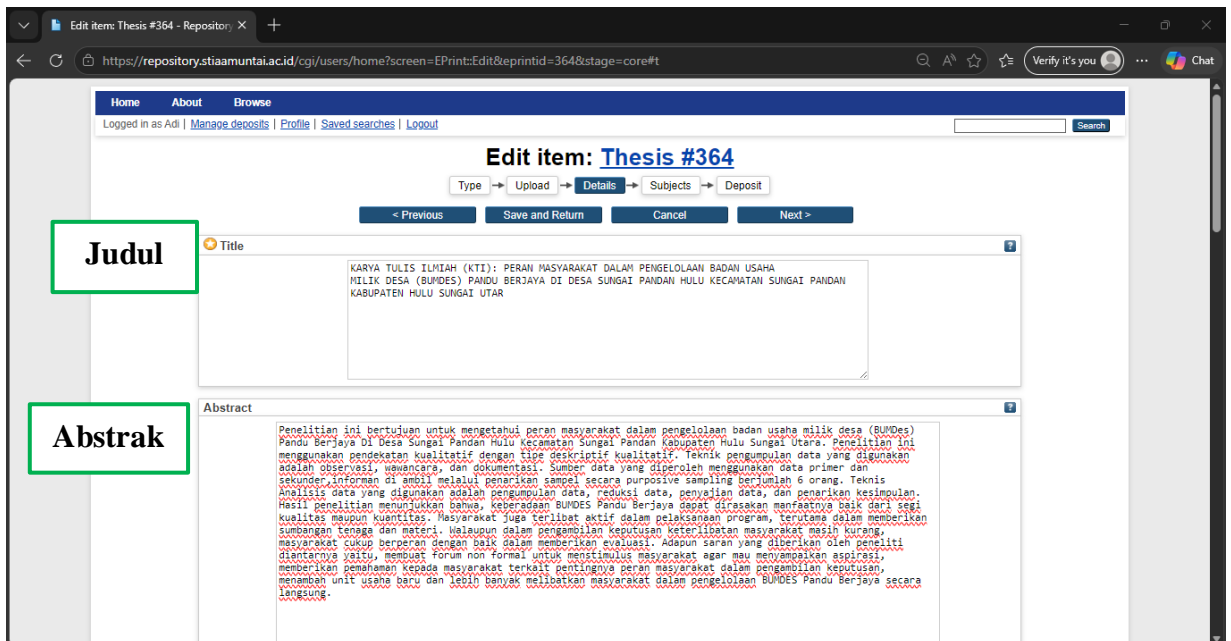 Edit item: Thesis #364 - Repository
https://repository.stiaamuntai.ac.id/cgi/users/home?screen=EPrint::Edit&eprintid=364&stage=core#t
Verify it's you
Chat
Home About Browse
Logged in as Adi | Manage deposits | Profile | Saved searches | Logout
Search
Edit item: Thesis #364
Type → Upload → Details → Subjects → Deposit
< Previous Save and Return Cancel Next >
Judul
Title
KARYA TULIS ILMIAH (KTI): PERAN MASYARAKAT DALAM PENGELOLAAN BADAN USAHA
MILIK DESA (BUMDES) PANDU BERJAYA DI DESA SUNGAI PANDAN HULU KECAMATAN SUNGAI PANDAN
KABUPATEN HULU SUNGAI UTAR
Abstrak
Abstract
Penelitian ini bertujuan untuk mengetahui peran masyarakat dalam pengelolaan badan usaha milik desa (BUMDes)
Pandu Berjaya Di Desa Sungai Pandan Hulu Kecamatan Sungai Pandan Kabupaten Hulu Sungai Utara. Penelitian ini
menggunakan pendekatan kualitatif dengan tipe deskriptif kualitatif. Teknik pengumpulan data yang digunakan
adalah observasi, wawancara, dan dokumentasi. Sumber data yang diperoleh menggunakan data primer dan
sekunder,informan di ambil melalui penarikan sampel secara purposive sampling berjumlah 6 orang. Teknis
Analisis data yang digunakan adalah pengumpulan data, reduksi data, penyajian data, dan penarikan kesimpulan.
Hasil penelitian menunjukkan bahwa, keberadaan BUMDES Pandu Berjaya dapat dirasakan manfaatnya baik dari segi
kualitas maupun kuantitas. Masyarakat juga terlibat aktif dalam pelaksanaan program, terutama dalam memberikan
sumbangan tenaga dan materi. Walaupun dalam pengambilan keputusan keterlibatan masyarakat masih kurang,
masyarakat cukup berperan dengan baik dalam memberikan evaluasi. Adapun saran yang diberikan oleh peneliti
diantarnya yaitu, membuat forum non formal untuk menstimulus masyarakat agar mau menyampaikan aspirasi,
memberikan pemahaman kepada masyarakat terkait pentingnya peran masyarakat dalam pengambilan keputusan,
menambah unit usaha baru dan lebih banyak melibatkan masyarakat dalam pengelolaan BUMDES Pandu Berjaya secara
langsung.